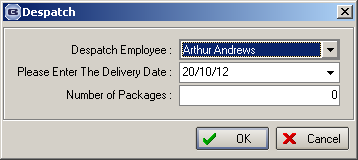 Despatch
Despatch Employee : Arthur Andrews
Please Enter The Delivery Date : 20/10/12
Number of Packages : 0
OK Cancel